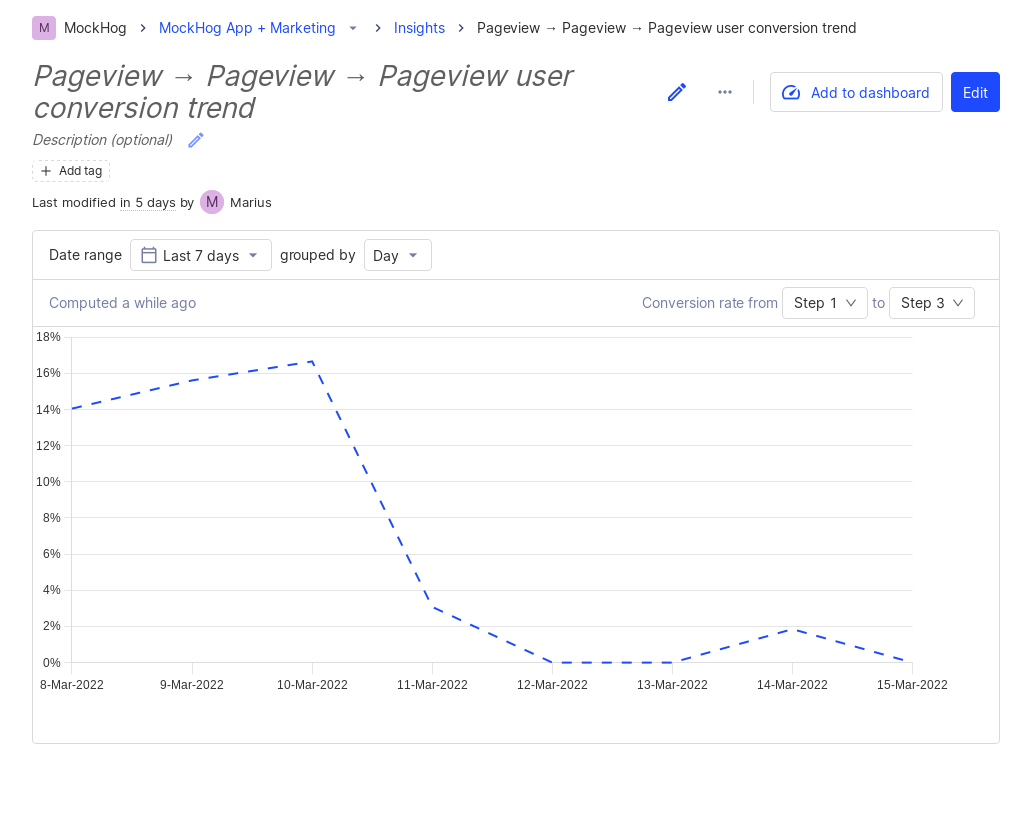 M MockHog MockHog App + Marketing Insights Pageview → Pageview → Pageview user conversion trend
Pageview → Pageview → Pageview user
conversion trend
Add to dashboard
Edit
Description (optional)
Add tag
Last modified in 5 days by M Marius
Date range Last 7 days grouped by Day
Computed a while ago
Conversion rate from Step 1 to Step 3
18%
16%
14%
12%
10%
8%
6%
4%
2%
0%
8-Mar-2022 9-Mar-2022 10-Mar-2022 11-Mar-2022 12-Mar-2022 13-Mar-2022 14-Mar-2022 15-Mar-2022